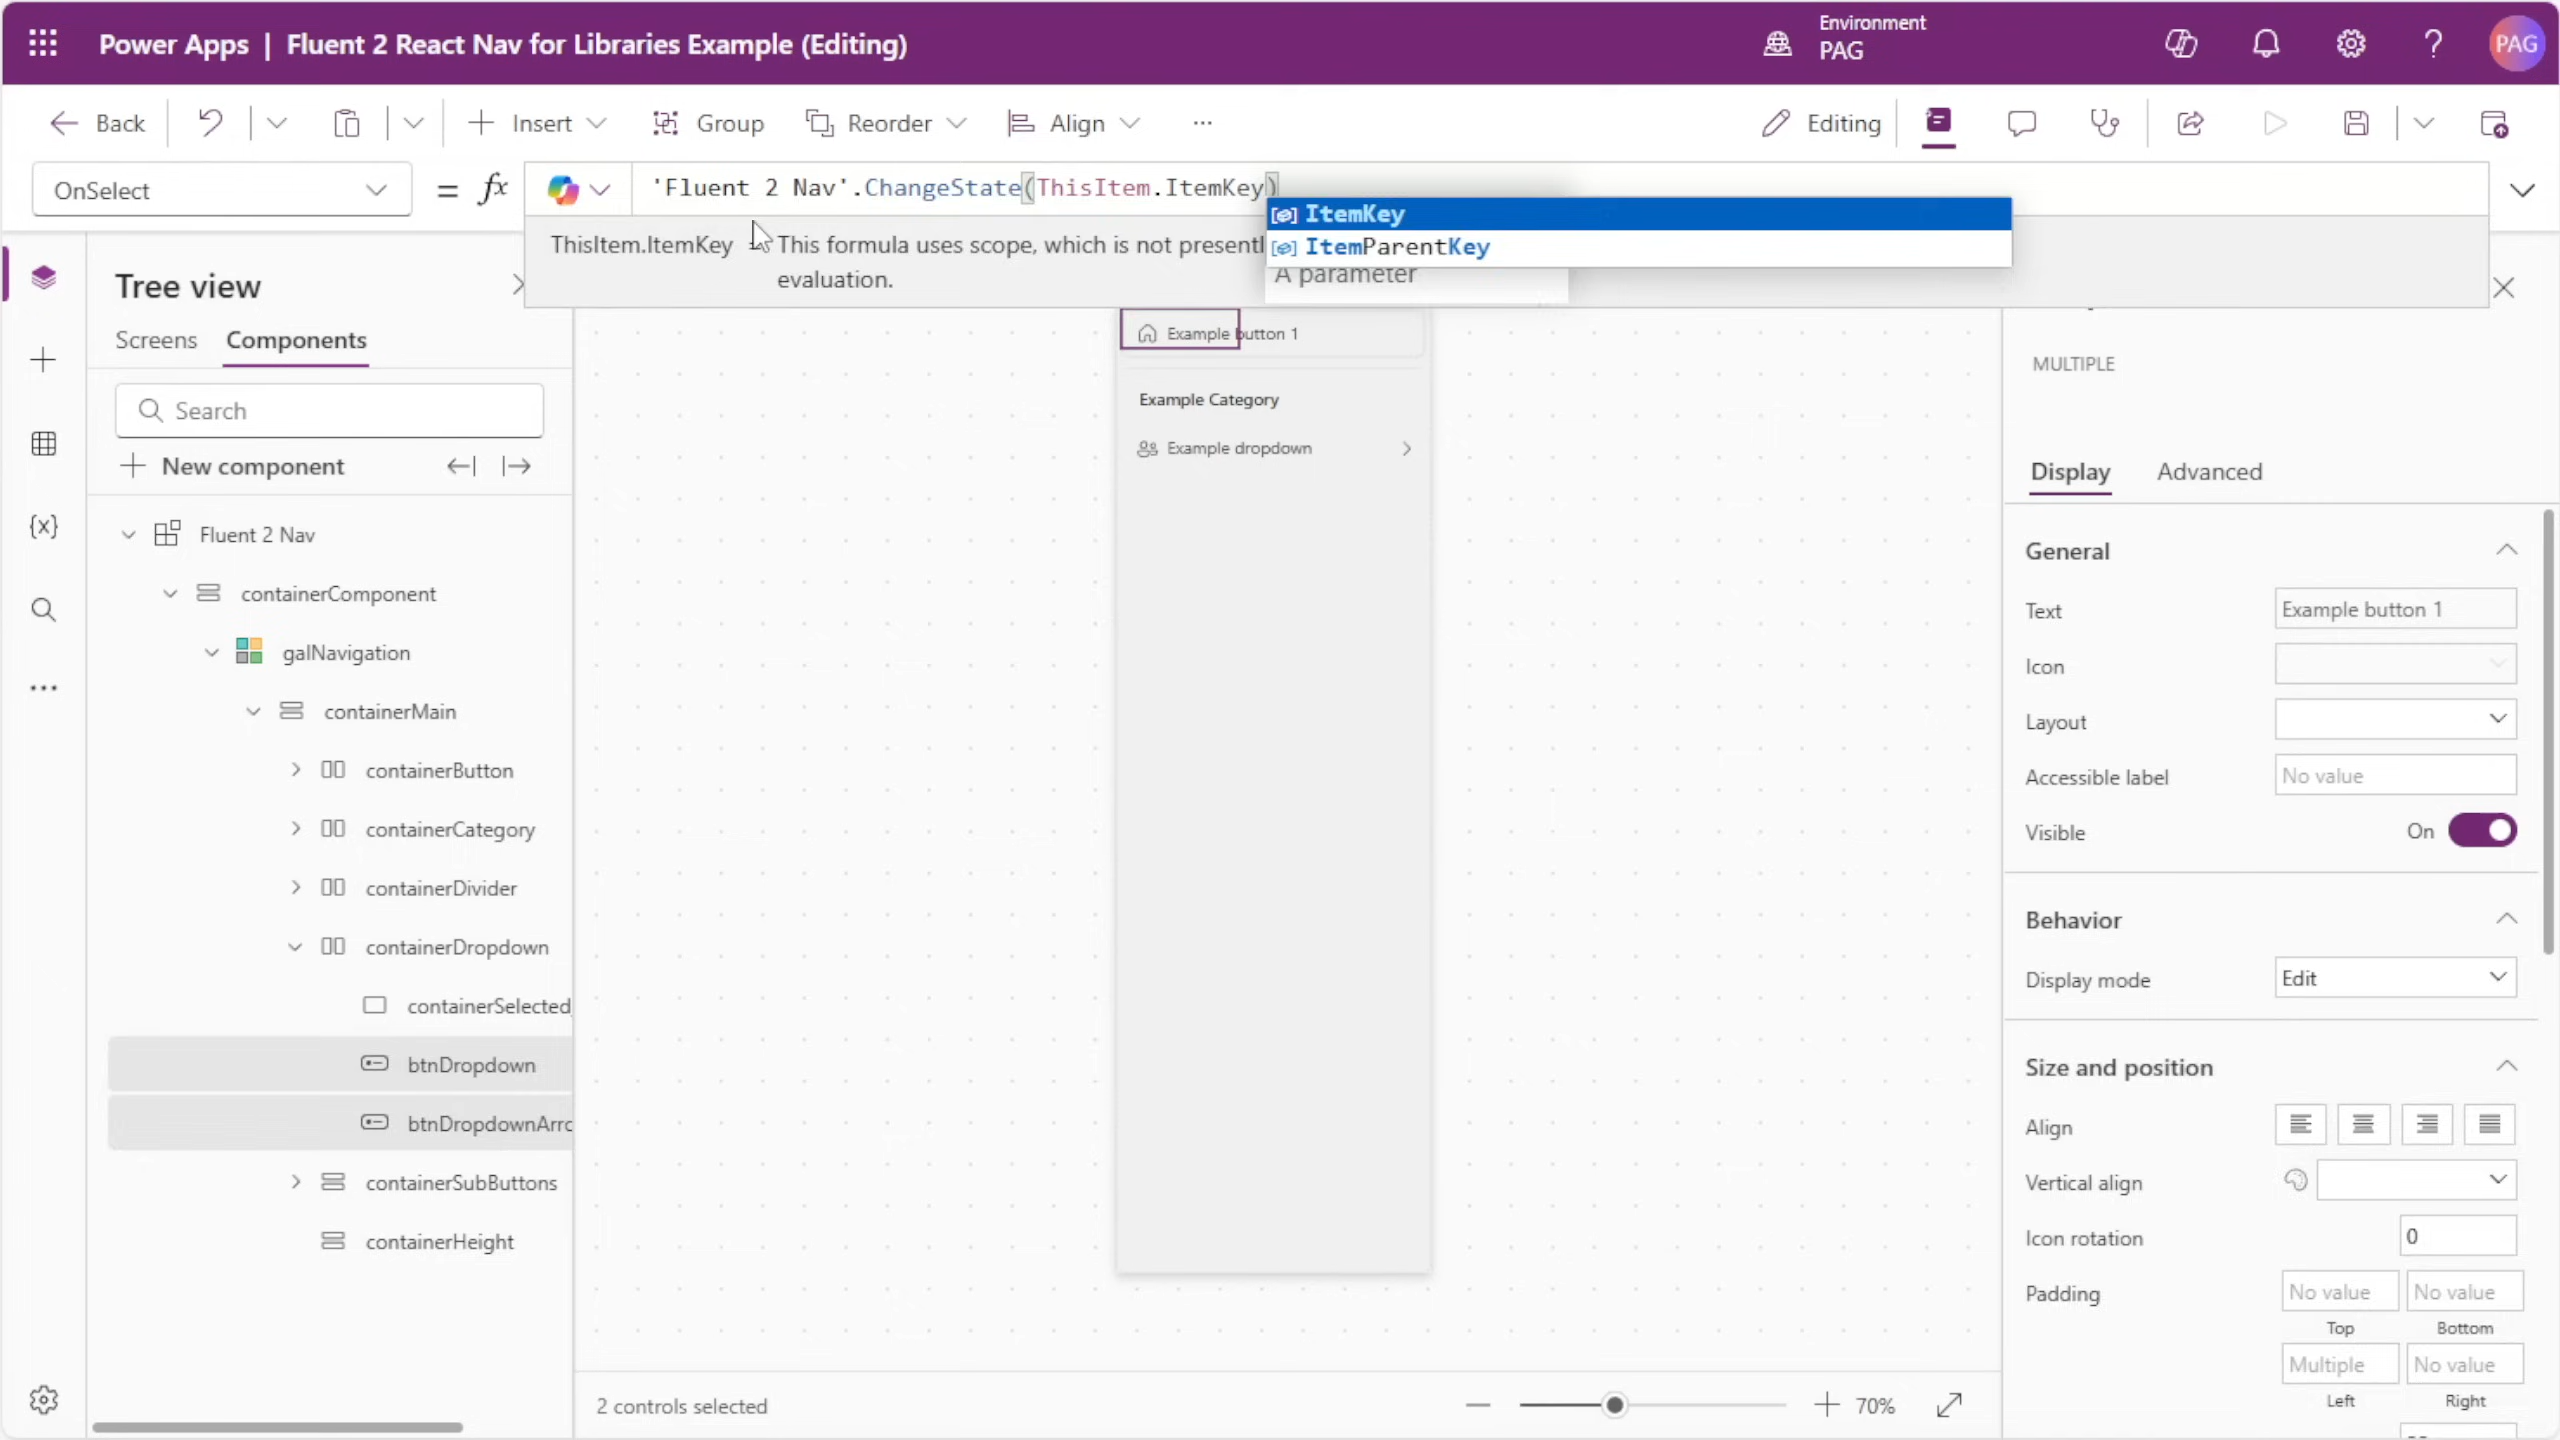 Power Apps | Fluent 2 React Nav for Libraries Example (Editing)
Environment
PAG
PAG
Back
Insert
Group
Reorder
Align
Editing
OnSelect
= fx
'Fluent 2 Nav'.ChangeState(ThisItem.ItemKey)
ItemKey
ItemParentKey
A parameter
ThisItem.ItemKey = This formula uses scope, which is not
evaluation.
Tree view
Screens
Components
Search
New component
Fluent 2 Nav
containerComponent
galNavigation
containerMain
containerButton
containerCategory
containerDivider
containerDropdown
containerSelected
btnDropdown
btnDropdownArro
containerSubButtons
containerHeight
Example button 1
Example Category
Example dropdown
2 controls selected
70%
MULTIPLE
Display
Advanced
General
Text
Example button 1
Icon
Layout
Accessible label
No value
Visible
On
Behavior
Display mode
Edit
Size and position
Align
Vertical align
Icon rotation
0
Padding
No value
No value
Top
Bottom
Multiple
No value
Left
Right